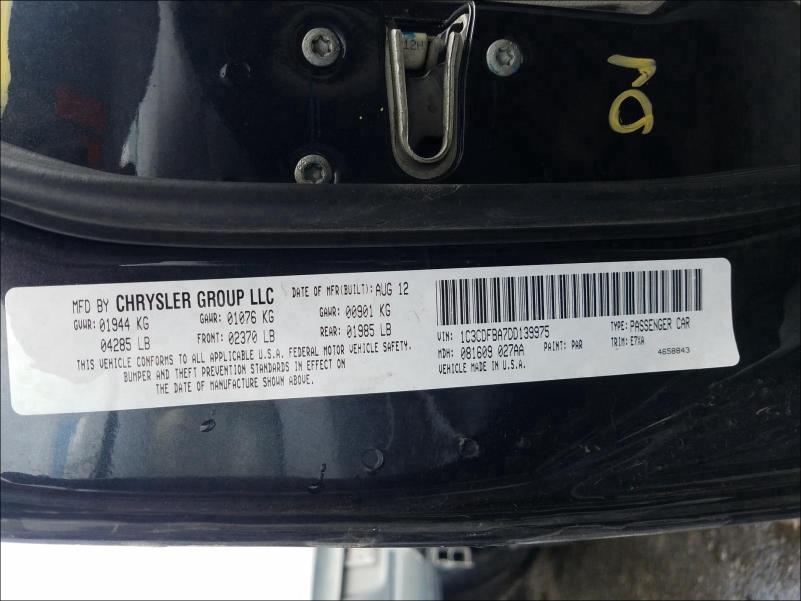 12H
MFD BY CHRYSLER GROUP LLC DATE OF MFR(BUILT): AUG 12
GVWR: 01944 KG GAWR: 01076 KG GAWR: 00901 KG
04285 LB FRONT: 02370 LB REAR: 01985 LB
THIS VEHICLE CONFORMS TO ALL APPLICABLE U.S.A. FEDERAL MOTOR VEHICLE SAFETY.
BUMPER AND THEFT PREVENTION STANDARDS IN EFFECT ON
THE DATE OF MANUFACTURE SHOWN ABOVE.
VIN: 1C3CDFBA7DD139975 TYPE: PASSENGER CAR
MDH: 081609 027AA PAINT: PAR TRIM: E7XA
VEHICLE MADE IN U.S.A. 4658843